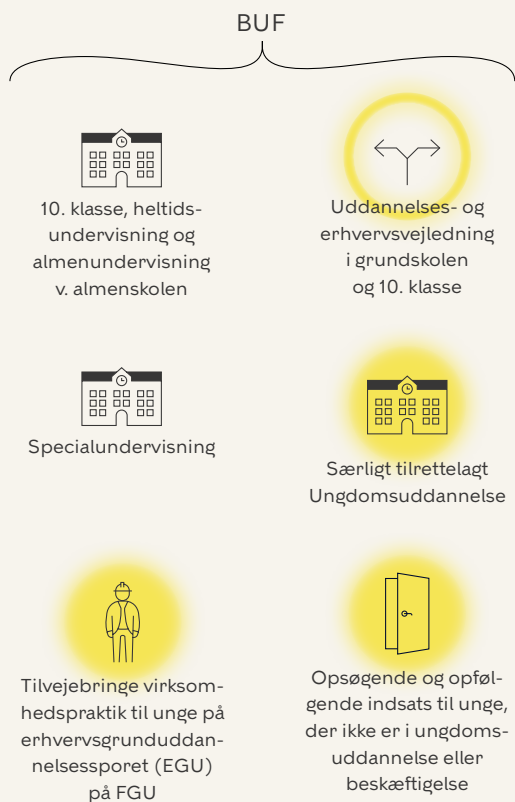 BUF
10. klasse, heltids-
undervisning og
almenundervisning
v. almenskolen
Uddannelses- og
erhvervsvejledning
i grundskolen
og 10. klasse
Specialundervisning
Særligt tilrettelagt
Ungdomsuddannelse
Tilvejebringe virksom-
hedspraktik til unge på
erhvervsgrunduddan-
nelsessporet (EGU)
på FGU
Opsøgende og opføl-
gende indsats til unge,
der ikke er i ungdoms-
uddannelse eller
beskæftigelse